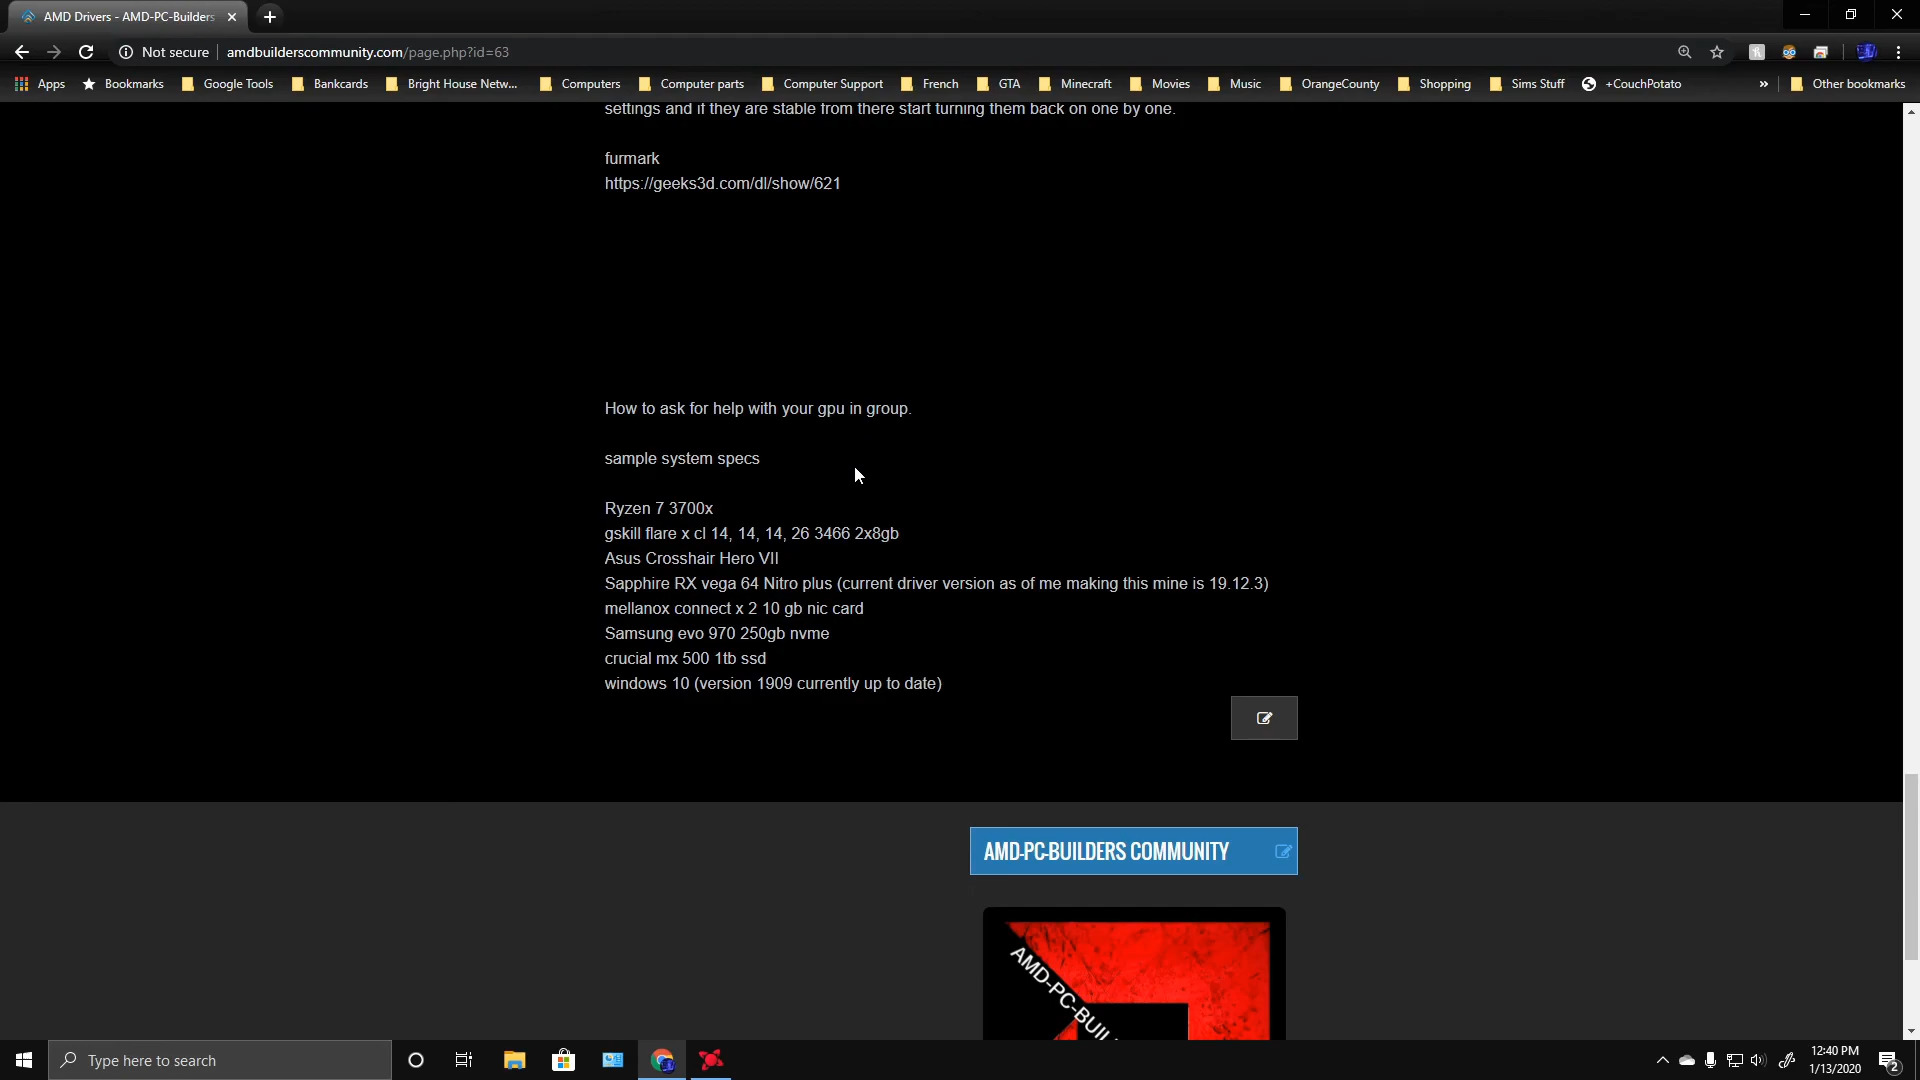 AMD Drivers - AMD-PC-Builders
Not secure
amdbuilderscommunity.com/page.php?id=63
Apps
Bookmarks
Google Tools
Bankcards
Bright House Netw...
Computers
Computer parts
Computer Support
French
GTA
Minecraft
Movies
Music
OrangeCounty
Shopping
Sims Stuff
+CouchPotato
»
Other bookmarks
settings and if they are stable from there start turning them back on one by one.
furmark
https://geeks3d.com/dl/show/621
How to ask for help with your gpu in group.
sample system specs
Ryzen 7 3700x
gskill flare x cl 14, 14, 14, 26 3466 2x8gb
Asus Crosshair Hero VII
Sapphire RX vega 64 Nitro plus (current driver version as of me making this mine is 19.12.3)
mellanox connect x 2 10 gb nic card
Samsung evo 970 250gb nvme
crucial mx 500 1tb ssd
windows 10 (version 1909 currently up to date)
AMD-PC-BUILDERS COMMUNITY
AMD-PC-BUIL
Type here to search
12:40 PM
1/13/2020
2